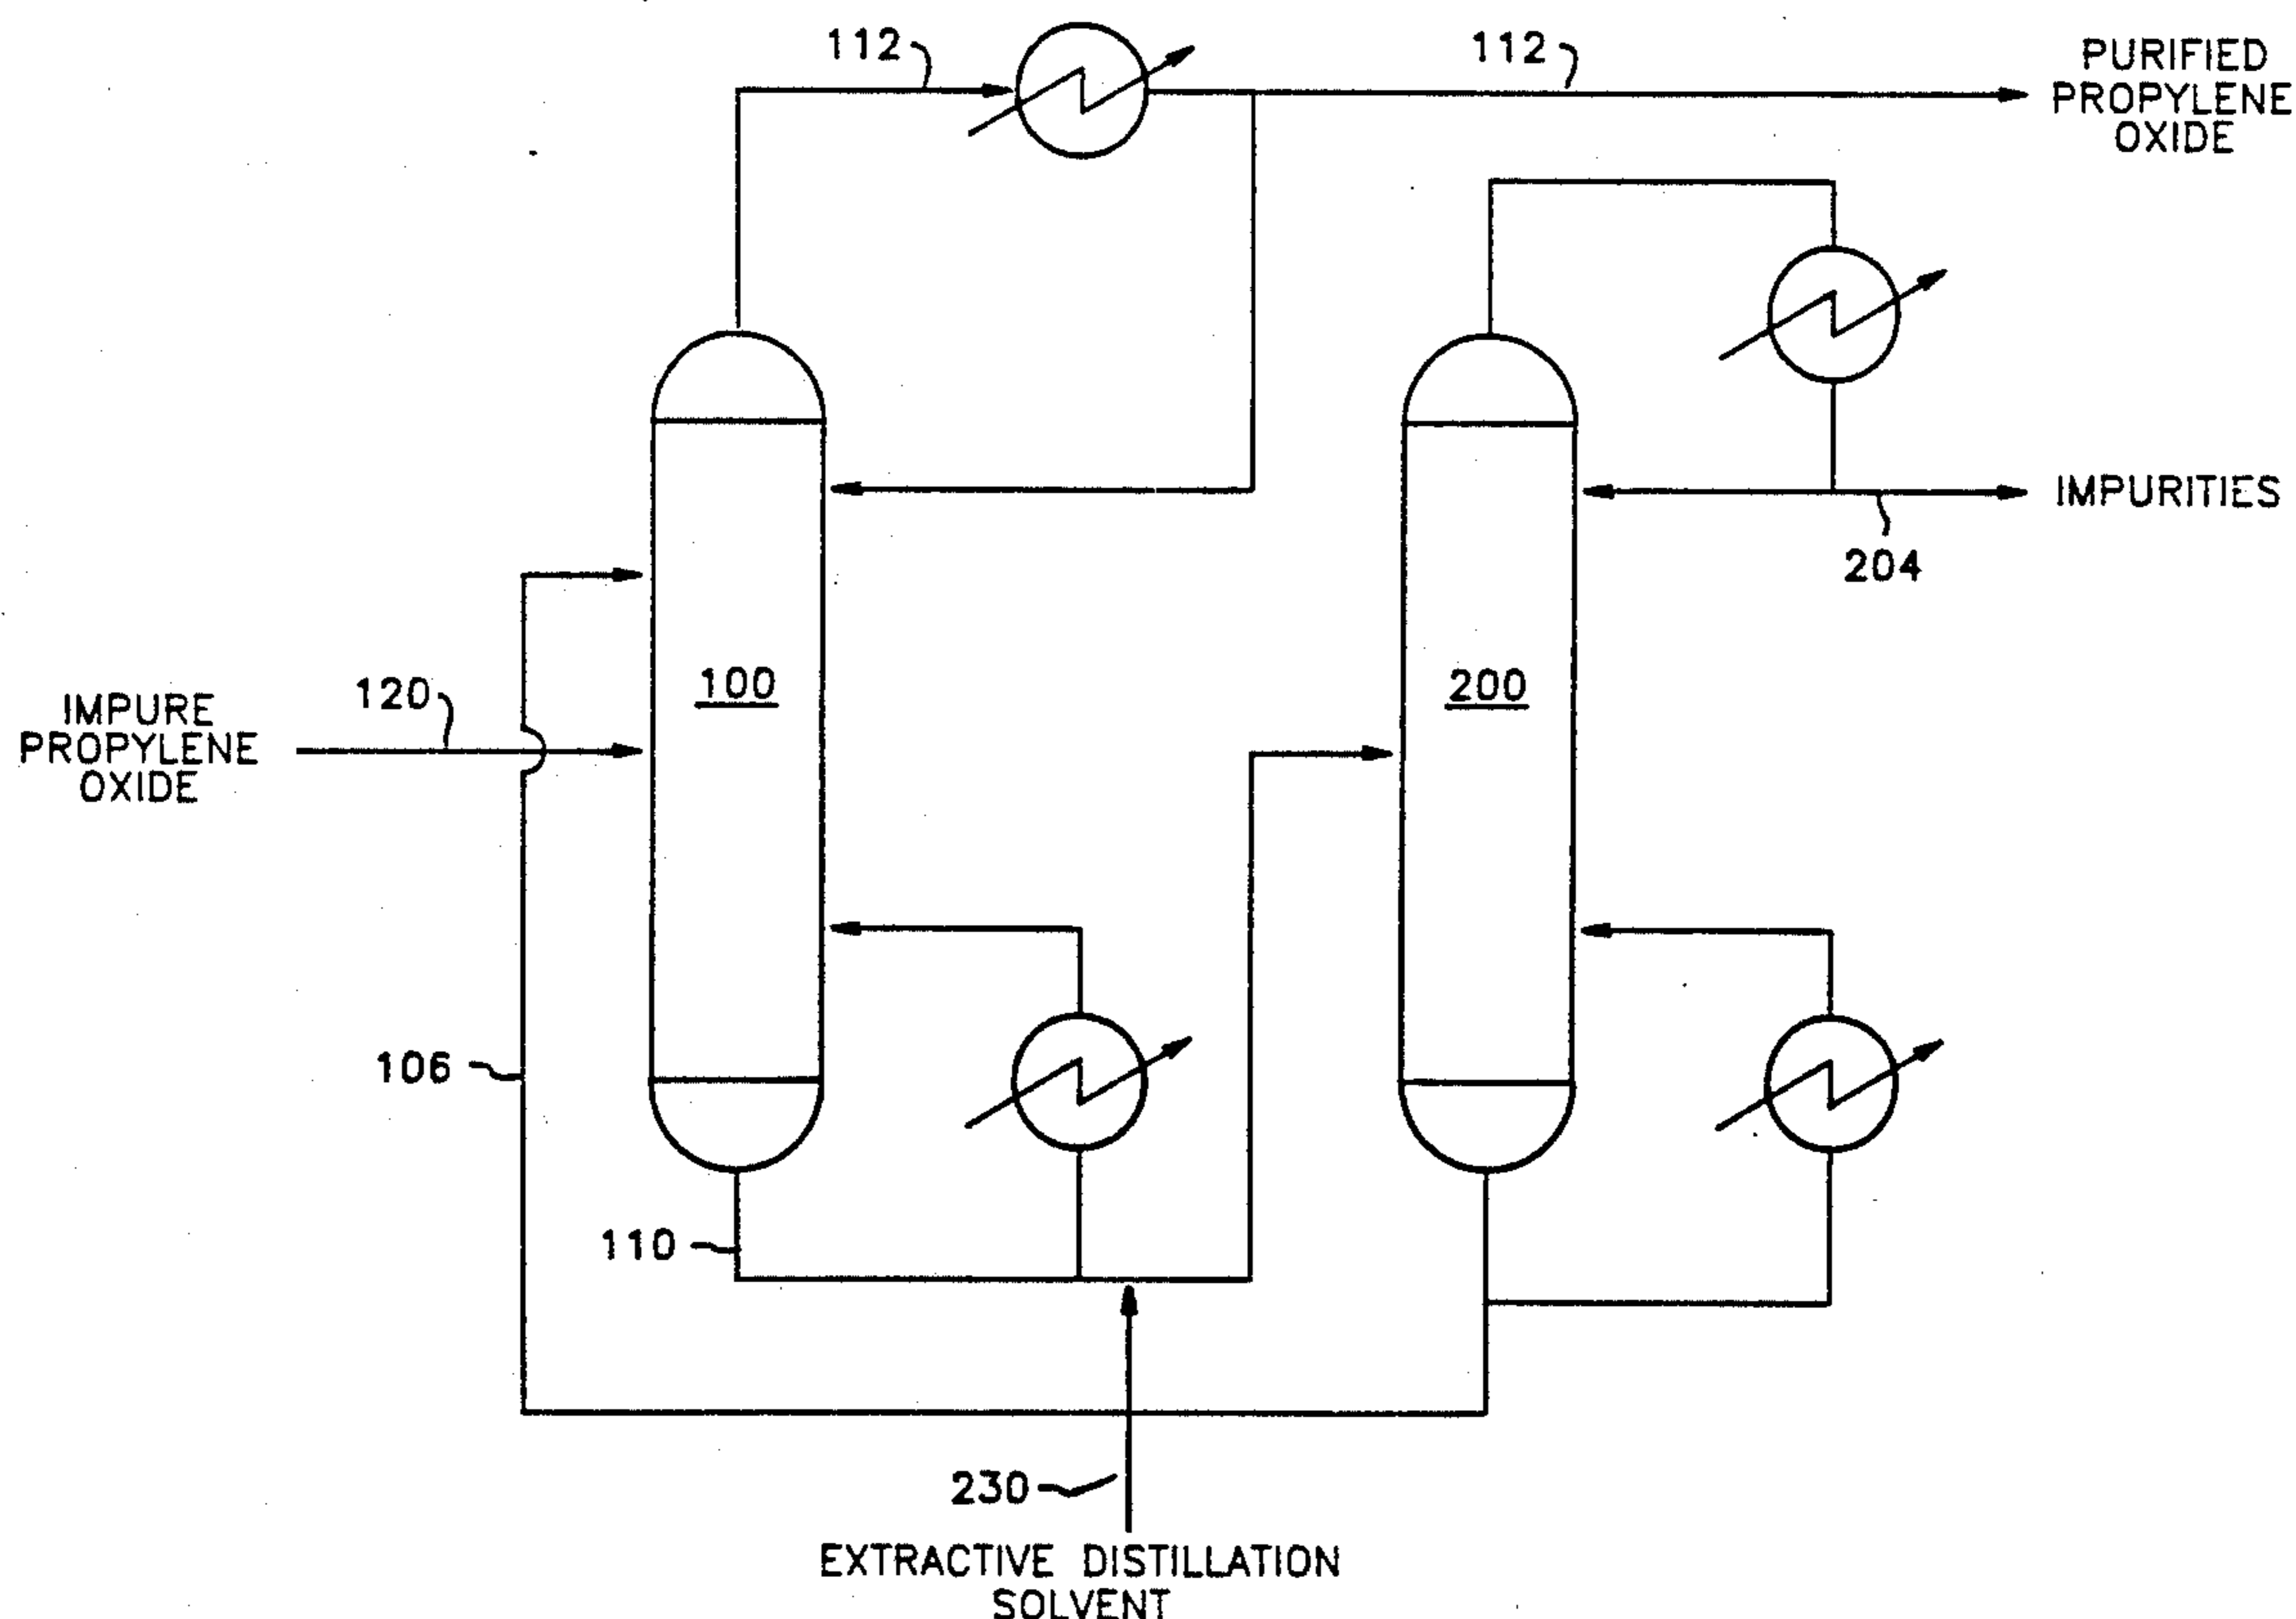 112
112
PURIFIED
PROPYLENE
OXIDE
IMPURITIES
204
100
200
120
IMPURE
PROPYLENE
OXIDE
106
110
230
EXTRACTIVE DISTILLATION
SOLVENT